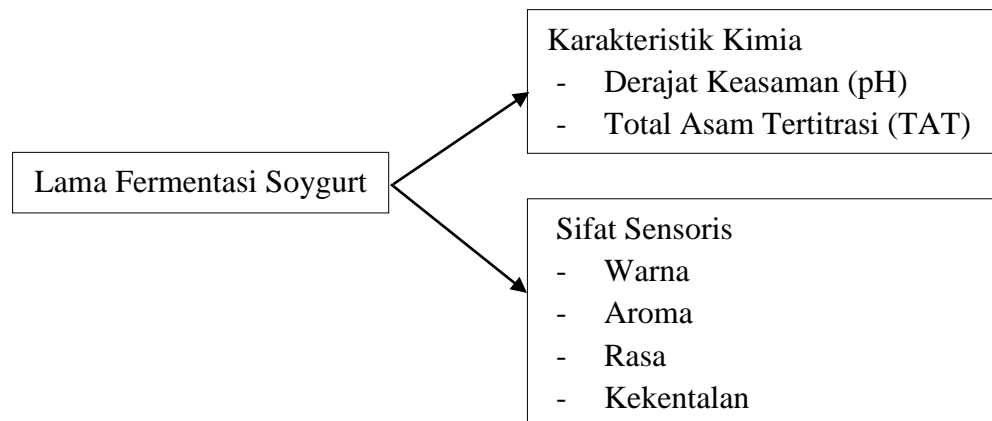 Lama Fermentasi Soygurt
Karakteristik Kimia
- Derajat Keasaman (pH)
- Total Asam Tertitrasi (TAT)
Sifat Sensoris
- Warna
- Aroma
- Rasa
- Kekentalan